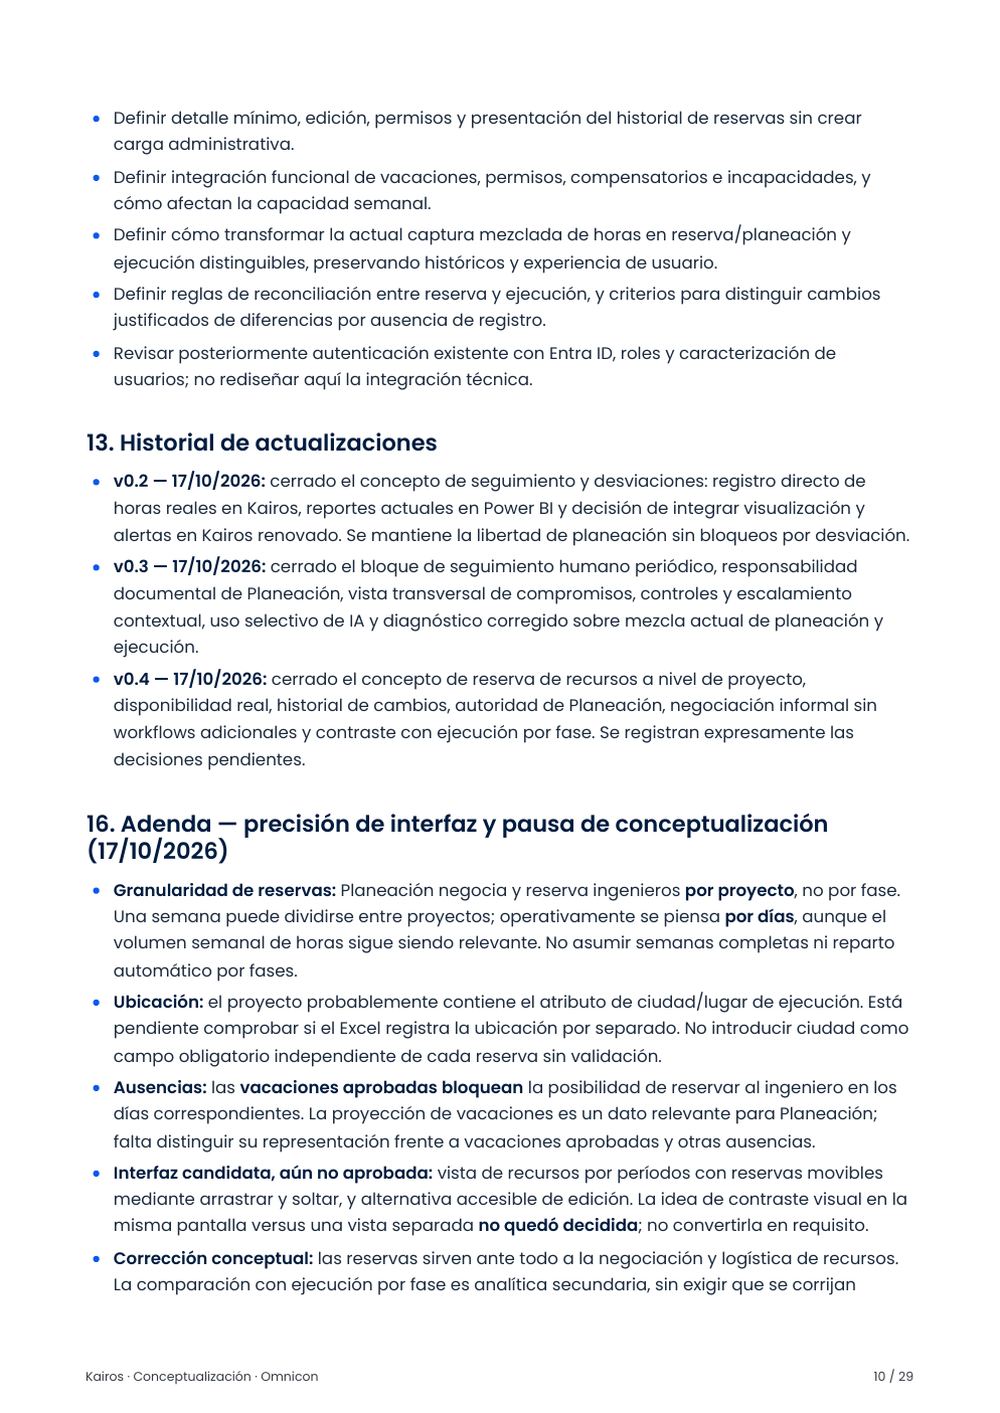 • Definir detalle mínimo, edición, permisos y presentación del historial de reservas sin crear
carga administrativa.
• Definir integración funcional de vacaciones, permisos, compensatorios e incapacidades, y
cómo afectan la capacidad semanal.
• Definir cómo transformar la actual captura mezclada de horas en reserva/planeación y
ejecución distinguibles, preservando históricos y experiencia de usuario.
• Definir reglas de reconciliación entre reserva y ejecución, y criterios para distinguir cambios
justificados de diferencias por ausencia de registro.
• Revisar posteriormente autenticación existente con Entra ID, roles y caracterización de
usuarios; no rediseñar aquí la integración técnica.
13. Historial de actualizaciones
• v0.2 — 17/10/2026: cerrado el concepto de seguimiento y desviaciones: registro directo de
horas reales en Kairos, reportes actuales en Power BI y decisión de integrar visualización y
alertas en Kairos renovado. Se mantiene la libertad de planeación sin bloqueos por desviación.
• v0.3 — 17/10/2026: cerrado el bloque de seguimiento humano periódico, responsabilidad
documental de Planeación, vista transversal de compromisos, controles y escalamiento
contextual, uso selectivo de IA y diagnóstico corregido sobre mezcla actual de planeación y
ejecución.
• v0.4 — 17/10/2026: cerrado el concepto de reserva de recursos a nivel de proyecto,
disponibilidad real, historial de cambios, autoridad de Planeación, negociación informal sin
workflows adicionales y contraste con ejecución por fase. Se registran expresamente las
decisiones pendientes.
16. Adenda — precisión de interfaz y pausa de conceptualización
(17/10/2026)
• Granularidad de reservas: Planeación negocia y reserva ingenieros por proyecto, no por fase.
Una semana puede dividirse entre proyectos; operativamente se piensa por días, aunque el
volumen semanal de horas sigue siendo relevante. No asumir semanas completas ni reparto
automático por fases.
• Ubicación: el proyecto probablemente contiene el atributo de ciudad/lugar de ejecución. Está
pendiente comprobar si el Excel registra la ubicación por separado. No introducir ciudad como
campo obligatorio independiente de cada reserva sin validación.
• Ausencias: las vacaciones aprobadas bloquean la posibilidad de reservar al ingeniero en los
días correspondientes. La proyección de vacaciones es un dato relevante para Planeación;
falta distinguir su representación frente a vacaciones aprobadas y otras ausencias.
• Interfaz candidata, aún no aprobada: vista de recursos por períodos con reservas movibles
mediante arrastrar y soltar, y alternativa accesible de edición. La idea de contraste visual en la
misma pantalla versus una vista separada no quedó decidida; no convertirla en requisito.
• Corrección conceptual: las reservas sirven ante todo a la negociación y logística de recursos.
La comparación con ejecución por fase es analítica secundaria, sin exigir que se corrijan
Kairos · Conceptualización · Omnicon
10 / 29